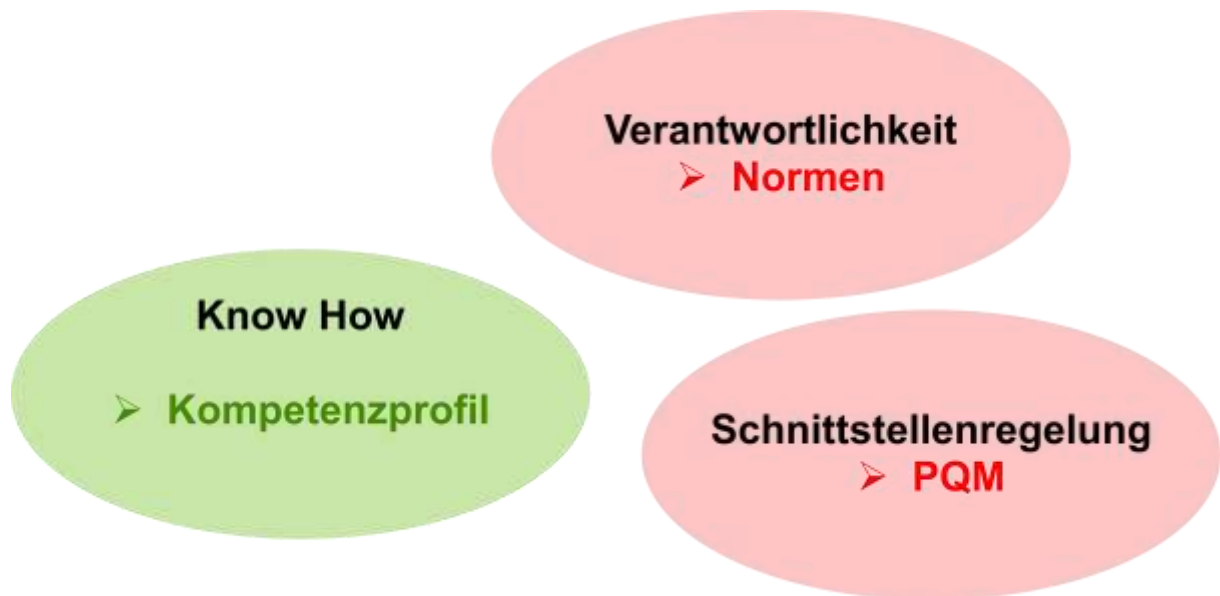 Verantwortlichkeit
➢ Normen
Know How
➢ Kompetenzprofil
Schnittstellenregelung
➢ PQM